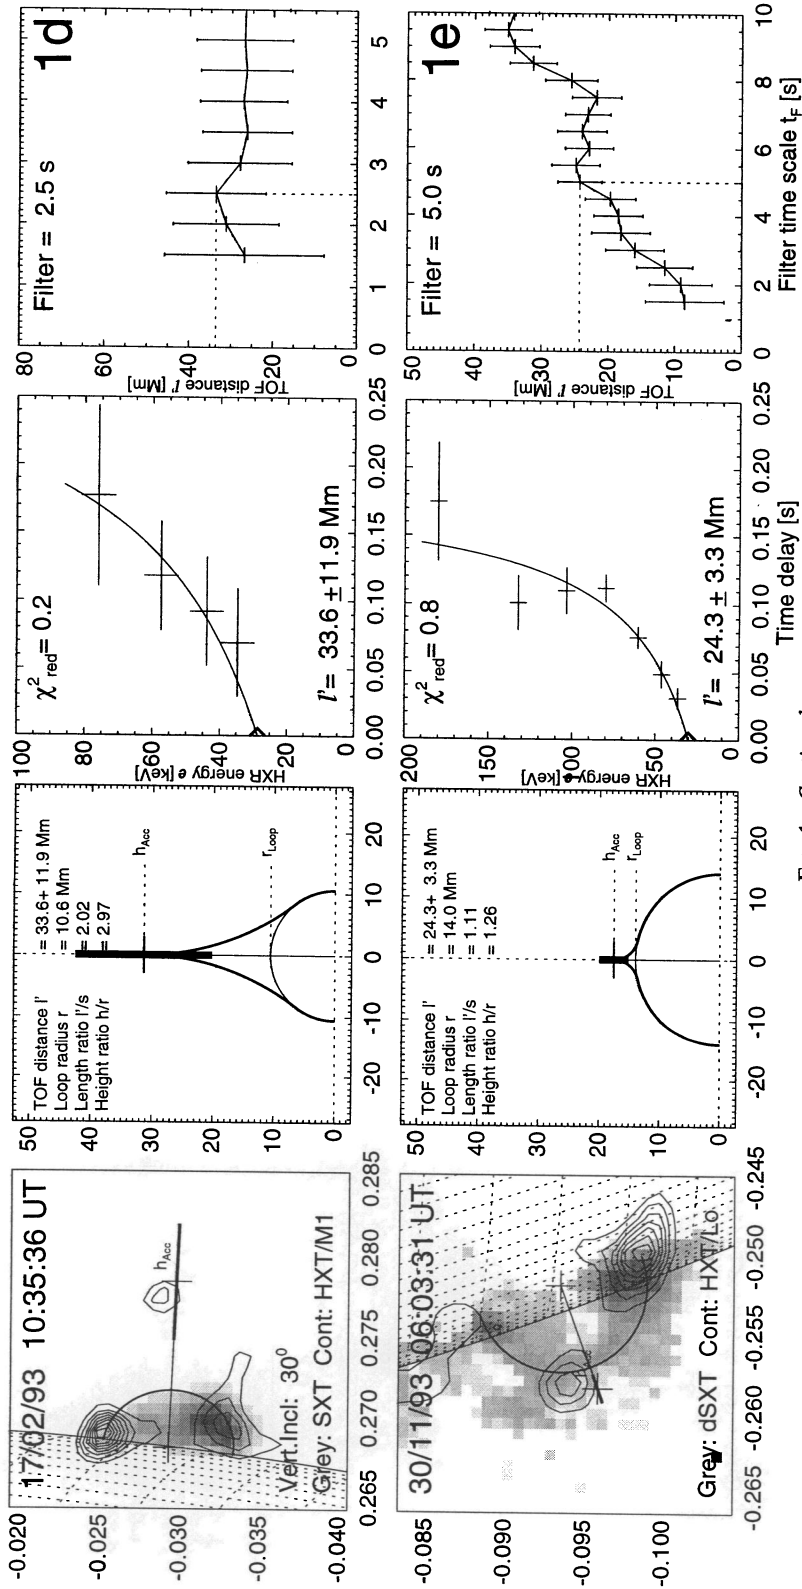 17/02/93 10:35:36 UT
h_Acc
Vert.Incl: 30°
Grey: SXT Cont: HXT/M1
-0.020
-0.025
-0.030
-0.035
-0.040
0.265 0.270 0.275 0.280 0.285
TOF distance l' = 33.6+ 11.9 Mm
Loop radius r = 10.6 Mm
Length ratio l'/s = 2.02
Height ratio h/r = 2.97
h_Acc
r_Loop
50
40
30
20
10
0
-20 -10 0 10 20
χ²_red= 0.2
l'= 33.6 ±11.9 Mm
HXR energy e [keV]
100
80
60
40
20
0
0.00 0.05 0.10 0.15 0.20 0.25
Filter = 2.5 s
1d
TOF distance l' [Mm]
80
60
40
20
0
0 1 2 3 4 5
30/11/93 06:03:31 UT
Grey: dSXT Cont: HXT/Lo
-0.085
-0.090
-0.095
-0.100
-0.265 -0.260 -0.255 -0.250 -0.245
TOF distance l' = 24.3+ 3.3 Mm
Loop radius r = 14.0 Mm
Length ratio l'/s = 1.11
Height ratio h/r = 1.26
h_Acc
r_Loop
50
40
30
20
10
0
-20 -10 0 10 20
χ²_red= 0.8
l'= 24.3 ± 3.3 Mm
HXR energy e [keV]
200
150
100
50
0
0.00 0.05 0.10 0.15 0.20 0.25
Time delay [s]
Filter = 5.0 s
1e
TOF distance l' [Mm]
50
40
30
20
10
0
0 2 4 6 8 10
Filter time scale t_F [s]